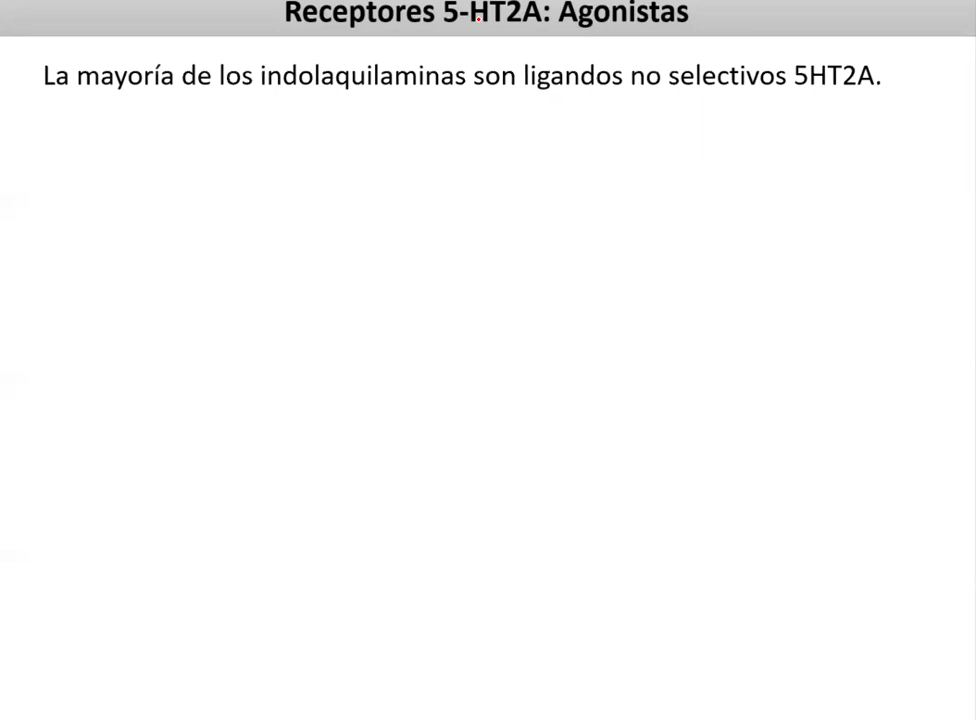 Receptores 5-HT2A: Agonistas
La mayoría de los indolaquilaminas son ligandos no selectivos 5HT2A.